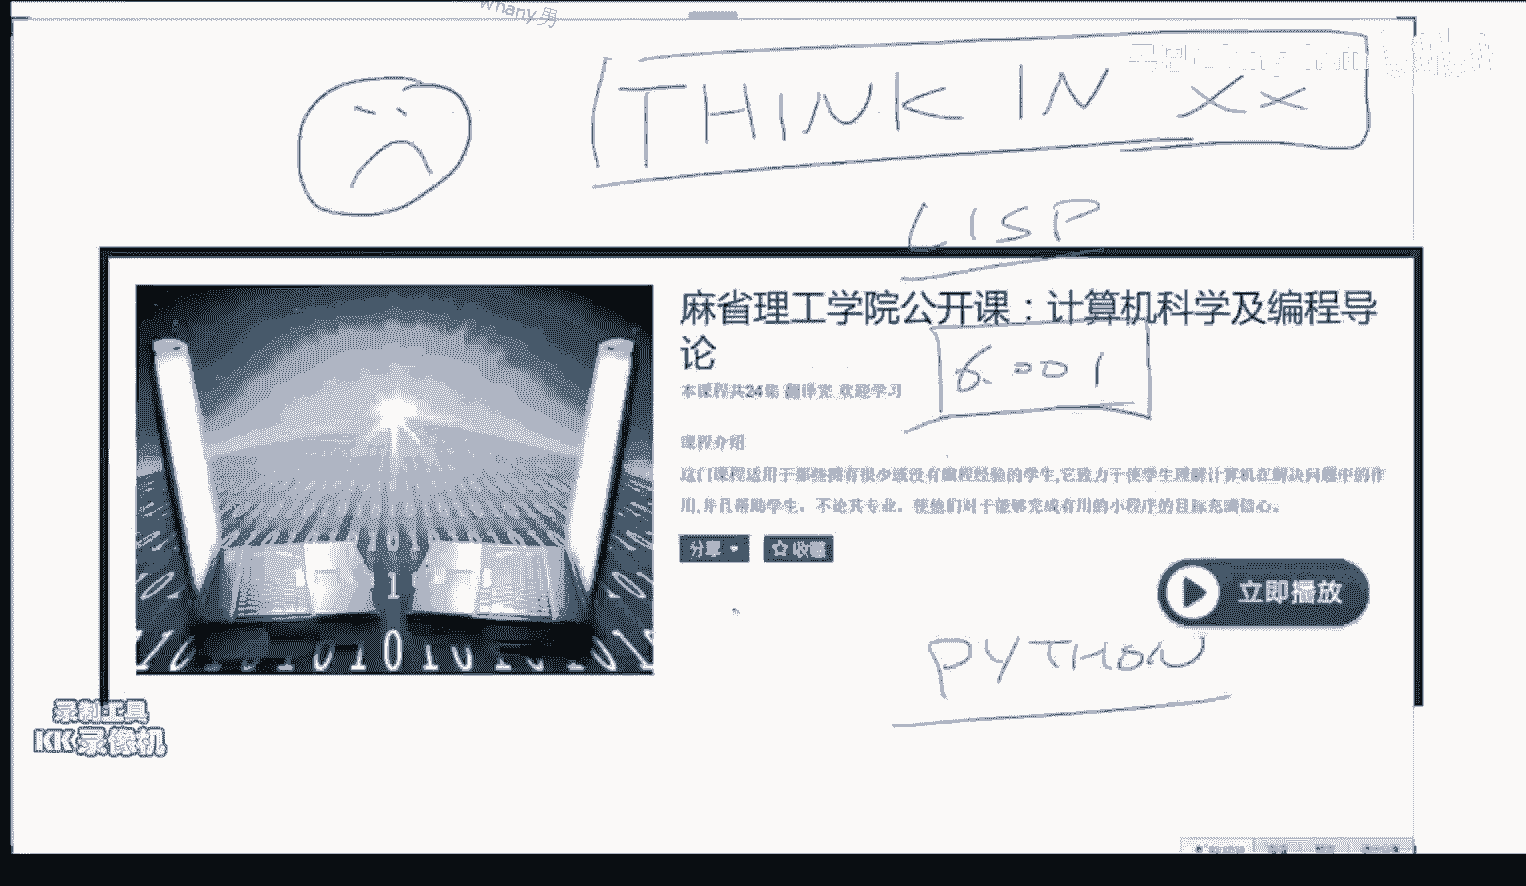 whany男
THINK IN XX
LISP
麻省理工学院公开课：计算机科学及编程导
论
6.001
本课程共24集 翻译完 欢迎学习
课程介绍
这门课程适用于那些拥有很少或没有编程经验的学生,它致力于使学生理解计算机在解决问题中的作
用,并且帮助学生。不论其专业。使他们对于能够完成有用的小程序的目标充满信心。
分享
收藏
立即播放
PYTHON
录制工具
KK录像机